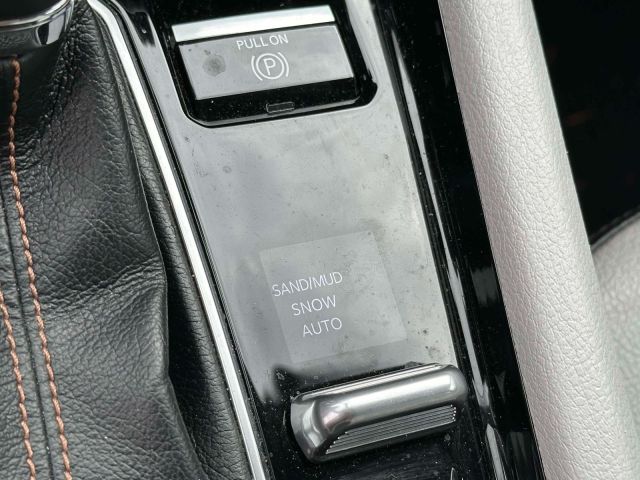 PULL ON
(P)
SAND/MUD
SNOW
AUTO